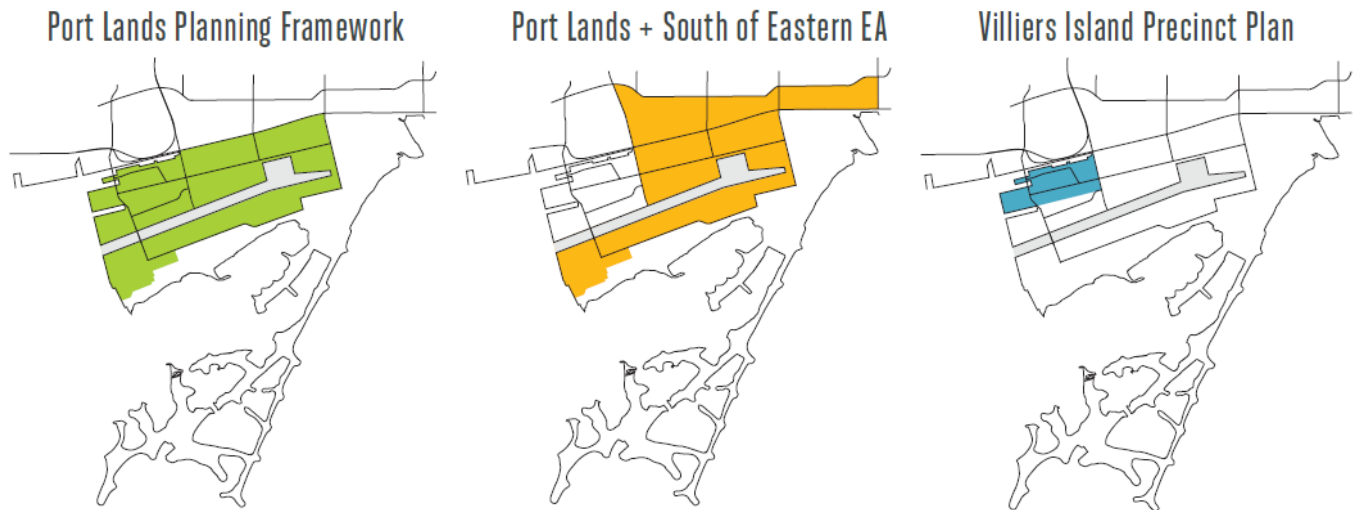 Port Lands Planning Framework
Port Lands + South of Eastern EA
Villiers Island Precinct Plan